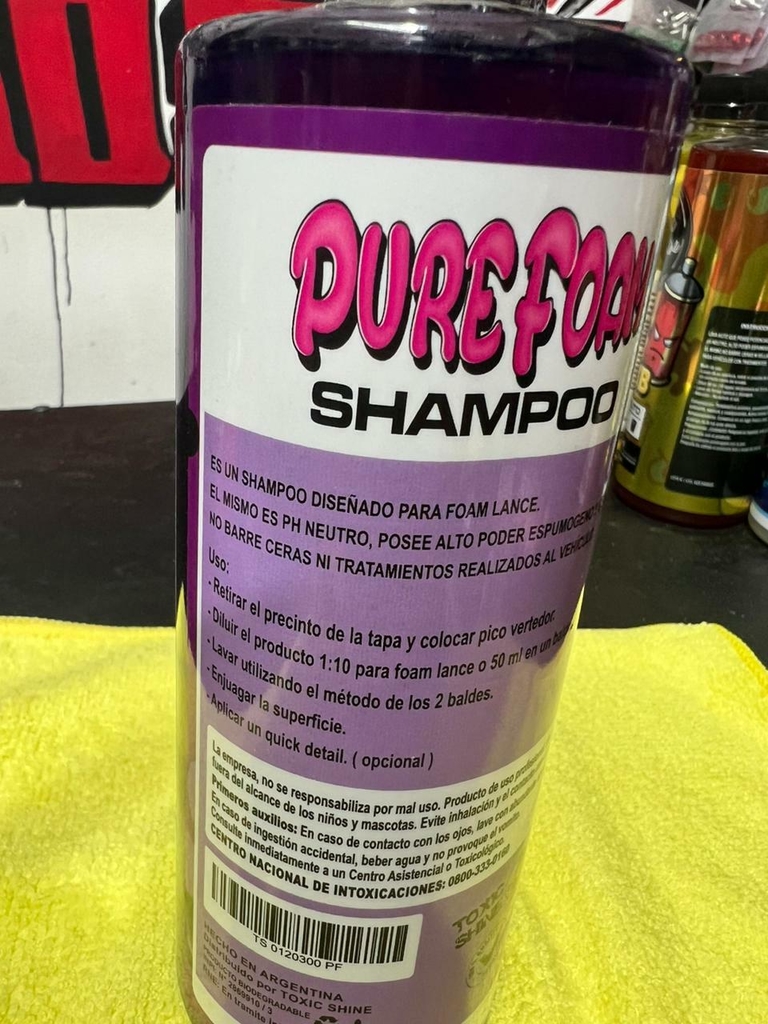 PURE FOAM
SHAMPOO
ES UN SHAMPOO DISEÑADO PARA FOAM LANCE.
EL MISMO ES PH NEUTRO, POSEE ALTO PODER ESPUMOGENO Y
NO BARRE CERAS NI TRATAMIENTOS REALIZADOS AL VEHICULO
Uso:
- Retirar el precinto de la tapa y colocar pico vertedor.
- Diluir el producto 1:10 para foam lance o 50 ml en un
- Lavar utilizando el método de los 2 baldes.
- Enjuagar la superficie.
- Aplicar un quick detail. ( opcional )
La empresa, no se responsabiliza por mal uso. Producto de uso
fuera del alcance de los niños y mascotas. Evite inhalación y el
Primeros auxilios: En caso de contacto con los ojos, lave con
En caso de ingestión accidental, beber agua y no provoque el vomito.
Consulte inmediatamente a un Centro Asistencial o Toxicológico.
CENTRO NACIONAL DE INTOXICACIONES: 0800-333-0160
TS 0120300 PF
TOXIC
SHINE
HECHO EN ARGENTINA
Distribuido por TOXIC SHINE
PRODUCTO BIODEGRADABLE
RNE: En tramite